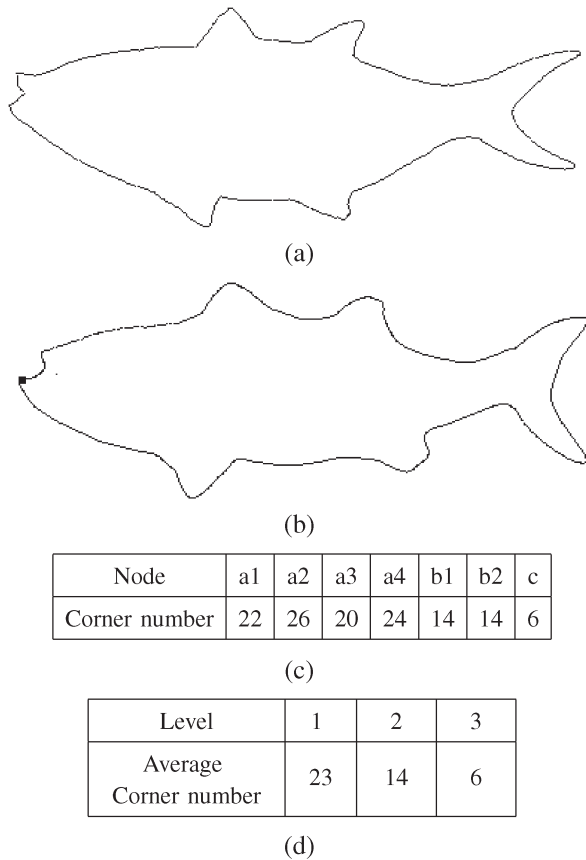 (a)
(b)
Node a1 a2 a3 a4 b1 b2 c
Corner number 22 26 20 24 14 14 6
(c)
Level 1 2 3
Average
Corner number 23 14 6
(d)